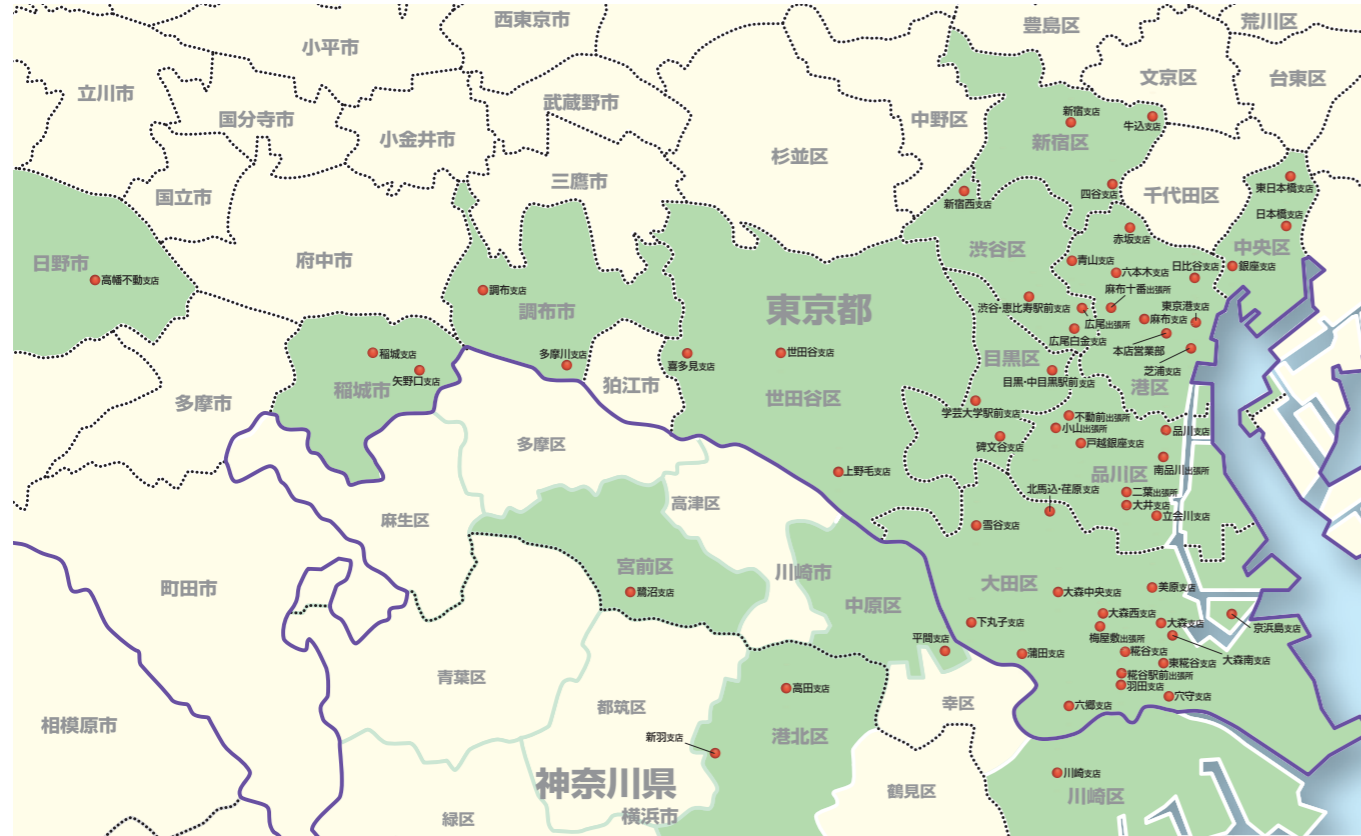 西東京市
豊島区
荒川区
小平市
文京区
台東区
立川市
武蔵野市
国分寺市
中野区
新宿支店
牛込支店
小金井市
新宿区
杉並区
三鷹市
東日本橋支店
国立市
四谷支店
千代田区
新宿西支店
日本橋支店
赤坂支店
渋谷区
中央区
府中市
日野市
高幡不動支店
青山支店
六本木支店
日比谷支店
銀座支店
調布支店
麻布十番出張所
渋谷・恵比寿駅前支店
東京港支店
調布市
東京都
広尾出張所
麻布支店
広尾白金支店
本店営業部
稲城支店
多摩川支店
喜多見支店
世田谷支店
目黒区
芝浦支店
矢野口支店
目黒・中目黒駅前支店
稲城市
狛江市
港区
多摩市
世田谷区
学芸大学駅前支店
不動前出張所
小山出張所
品川支店
多摩区
碑文谷支店
戸越銀座支店
上野毛支店
南品川出張所
品川区
北馬込・荏原支店
二葉出張所
高津区
大井支店
立会川支店
麻生区
雪谷支店
宮前区
川崎市
町田市
大田区
美原支店
鷺沼支店
大森中央支店
中原区
大森西支店
下丸子支店
大森支店
京浜島支店
平間支店
梅屋敷出張所
蒲田支店
糀谷支店
大森南支店
東糀谷支店
青葉区
糀谷駅前出張所
高田支店
羽田支店
穴守支店
都筑区
幸区
六郷支店
相模原市
新羽支店
港北区
川崎支店
神奈川県
鶴見区
川崎区
緑区
横浜市